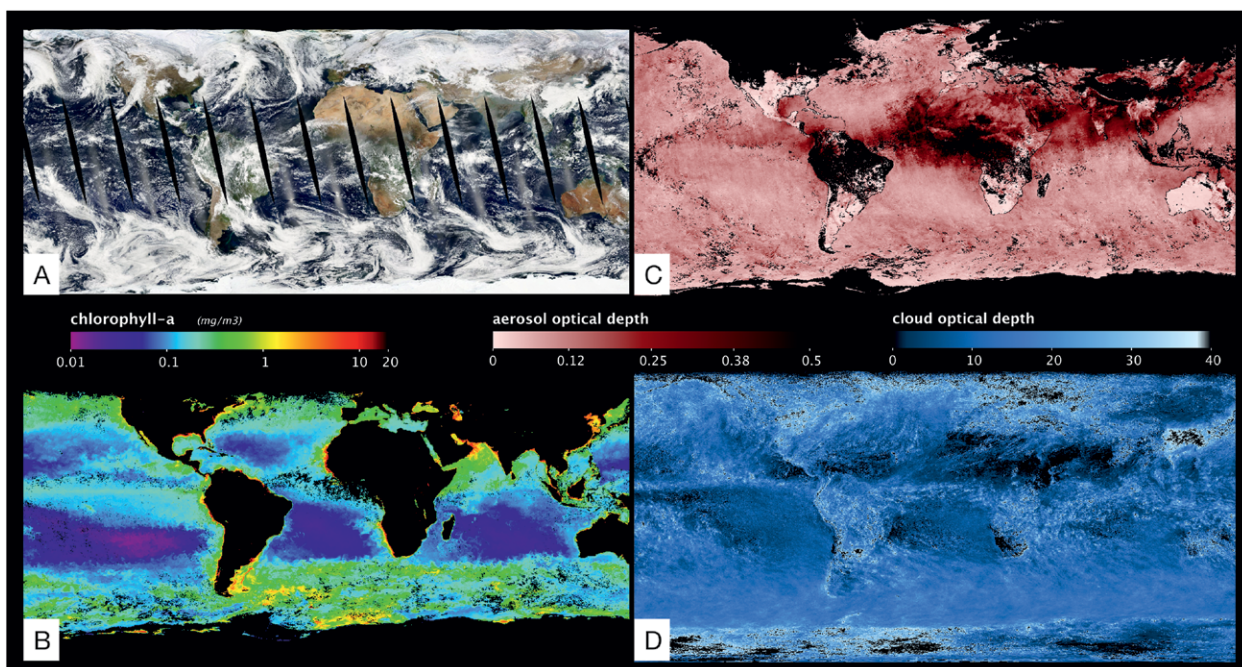 A
C
chlorophyll-a (mg/m3)
0.01 0.1 1 10 20
aerosol optical depth
0 0.12 0.25 0.38 0.5
cloud optical depth
0 10 20 30 40
B
D